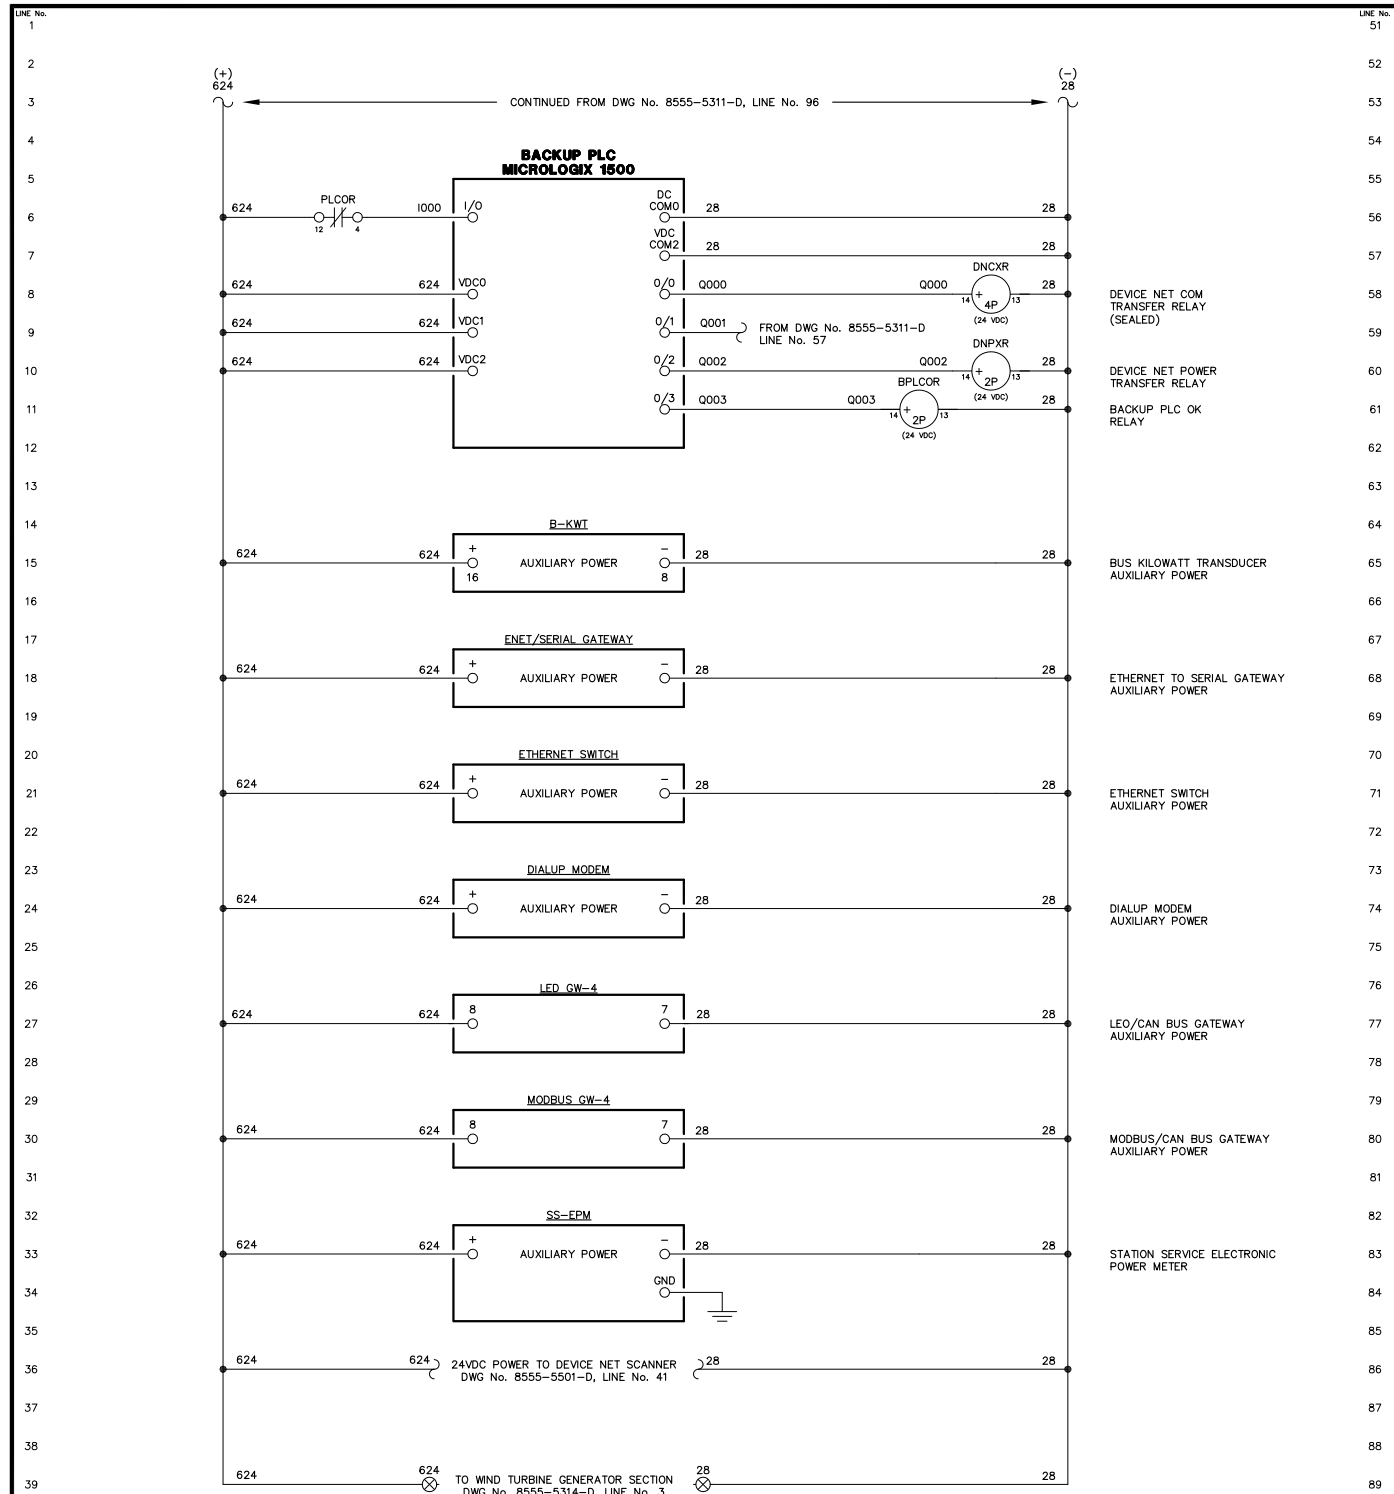 LINE No. LINE No.
1 51
2 52
(+) (-)
624 28
3 CONTINUED FROM DWG No. 8555-5311-D, LINE No. 96 53
4 54
BACKUP PLC
MICROLOGIX 1500
5 55
PLCOR DC
624 I000 I/O COM0 28 28
6 56
12 4
VDC
COM2 28
7 57
DNCXR
624 624 VDC0 O/0 Q000 Q000 28
8 14 + 4P 13 DEVICE NET COM 58
(24 VDC) TRANSFER RELAY
(SEALED)
624 624 VDC1 O/1 Q001 FROM DWG No. 8555-5311-D
9 LINE No. 57 59
DNPXR
624 624 VDC2 O/2 Q002 Q002 28
10 14 + 2P 13 DEVICE NET POWER 60
(24 VDC) TRANSFER RELAY
BPLCOR
O/3 Q003 Q003 28
11 14 + 2P 13 BACKUP PLC OK 61
(24 VDC) RELAY
12 62
13 63
14 B-KWT 64
624 624 + - 28 28
15 AUXILIARY POWER BUS KILOWATT TRANSDUCER 65
16 8 AUXILIARY POWER
16 66
17 ENET/SERIAL GATEWAY 67
624 624 + - 28 28
18 AUXILIARY POWER ETHERNET TO SERIAL GATEWAY 68
AUXILIARY POWER
19 69
20 ETHERNET SWITCH 70
624 624 + - 28 28
21 AUXILIARY POWER ETHERNET SWITCH 71
AUXILIARY POWER
22 72
23 DIALUP MODEM 73
624 624 + - 28 28
24 AUXILIARY POWER DIALUP MODEM 74
AUXILIARY POWER
25 75
26 LED GW-4 76
624 624 8 7 28 28
27 LEO/CAN BUS GATEWAY 77
AUXILIARY POWER
28 78
29 MODBUS GW-4 79
624 624 8 7 28 28
30 MODBUS/CAN BUS GATEWAY 80
AUXILIARY POWER
31 81
32 SS-EPM 82
624 624 + - 28 28
33 AUXILIARY POWER STATION SERVICE ELECTRONIC 83
POWER METER
GND
34 84
35 85
624 624 24VDC POWER TO DEVICE NET SCANNER 28 28
36 DWG No. 8555-5501-D, LINE No. 41 86
37 87
38 88
624 624 28 28
39 TO WIND TURBINE GENERATOR SECTION 89
DWG No. 8555-5314-D, LINE No. 3